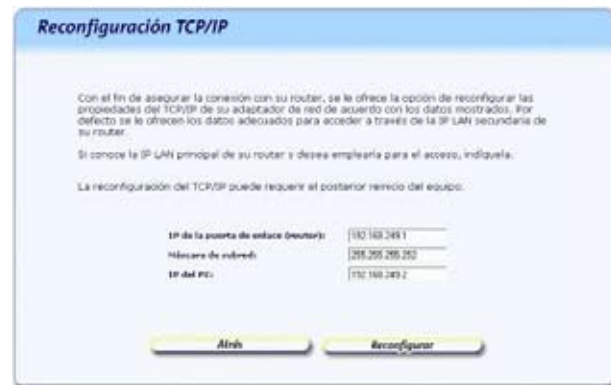 Reconfiguración TCP/IP
Con el fin de asegurar la conexión con su router, se le ofrece la opción de reconfigurar las
propiedades del TCP/IP de su adaptador de red de acuerdo con los datos mostrados. Por
defecto se le ofrecen los datos adecuados para acceder a través de la IP LAN secundaria de
su router.
Si conoce la IP LAN principal de su router y desea emplearla para el acceso, indíquela.
La reconfiguración del TCP/IP puede requerir el posterior reinicio del equipo.
IP de la puerta de enlace (router): 192.168.249.1
Máscara de subred: 255.255.255.252
IP del PC: 192.168.249.2
Atrás Reconfigurar